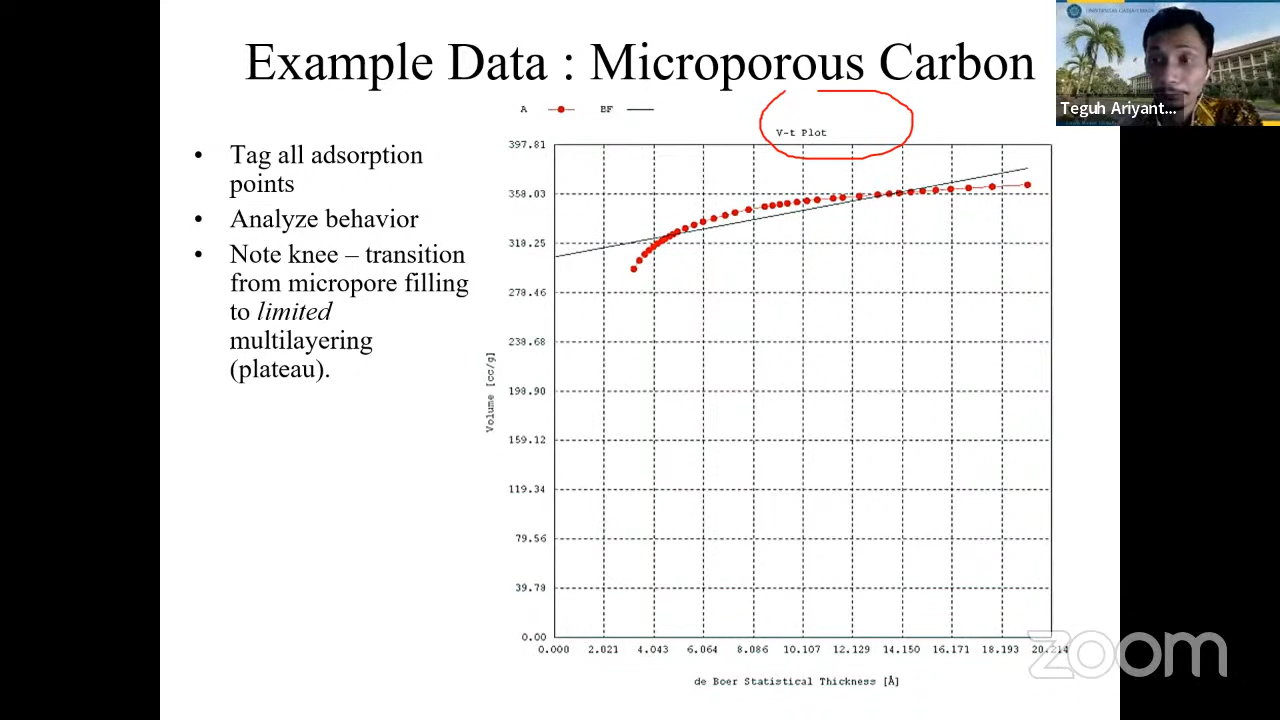 Example Data : Microporous Carbon
Teguh Ariyant...
• Tag all adsorption
points
• Analyze behavior
• Note knee – transition
from micropore filling
to limited
multilayering
(plateau).
A BF
V-t Plot
397.81
358.03
318.25
278.46
238.68
198.90
159.12
119.34
79.56
39.78
0.00
Volume [cc/g]
0.000 2.021 4.043 6.064 8.086 10.107 12.129 14.150 16.171 18.193 20.214
de Boer Statistical Thickness [Å]
zoom